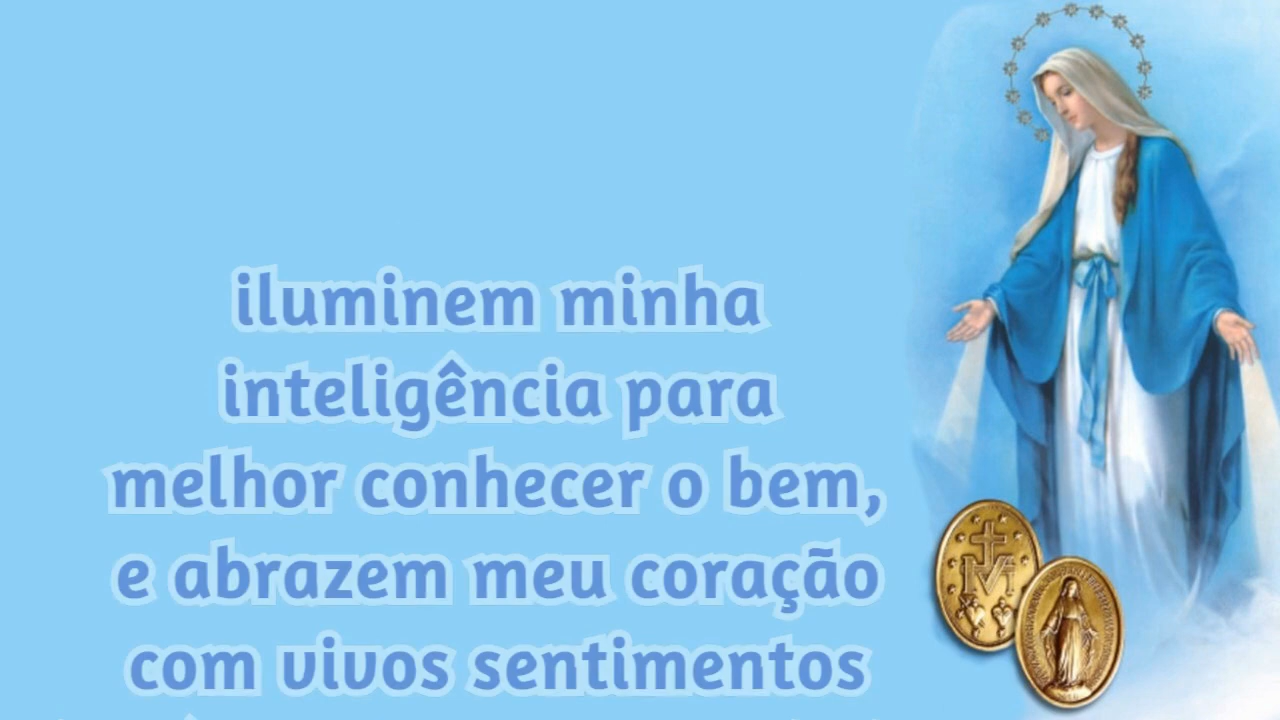 iluminem minha
inteligência para
melhor conhecer o bem,
e abrazem meu coração
com vivos sentimentos